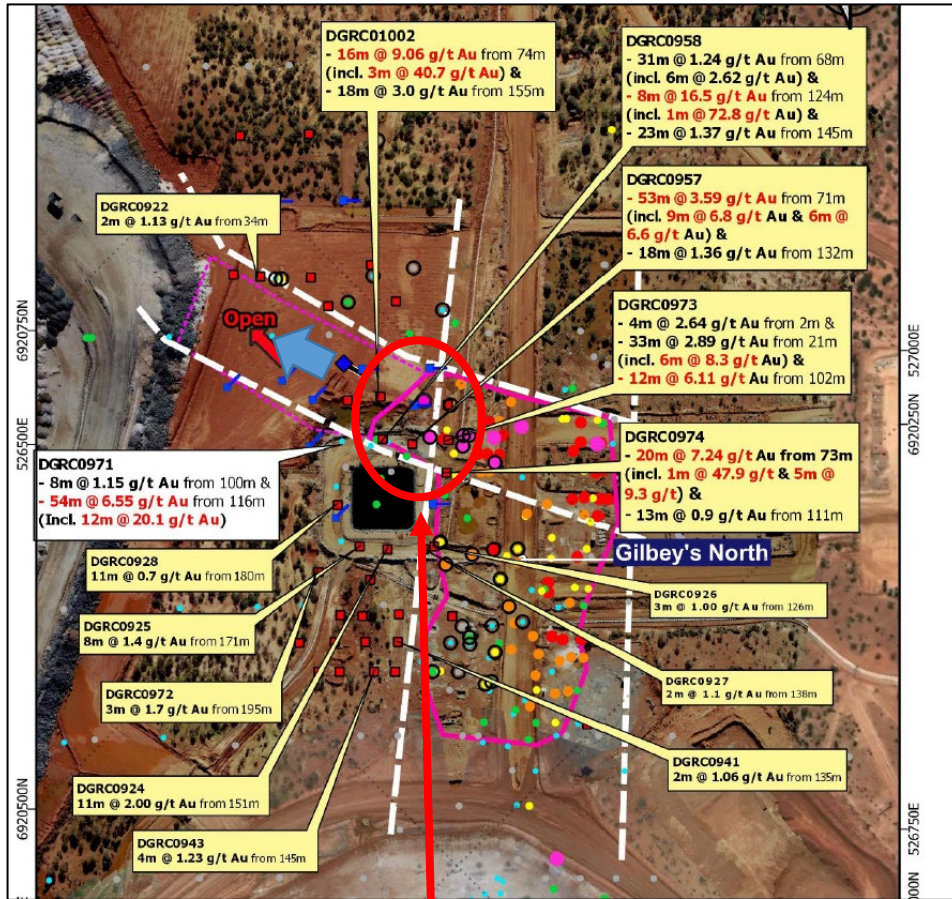 DGRC01002
- 16m @ 9.06 g/t Au from 74m
(incl. 3m @ 40.7 g/t Au) &
- 18m @ 3.0 g/t Au from 155m
DGRC0958
- 31m @ 1.24 g/t Au from 68m
(incl. 6m @ 2.62 g/t Au) &
- 8m @ 16.5 g/t Au from 124m
(incl. 1m @ 72.8 g/t Au) &
- 23m @ 1.37 g/t Au from 145m
DGRC0957
- 53m @ 3.59 g/t Au from 71m
(incl. 9m @ 6.8 g/t Au & 6m @
6.6 g/t Au) &
- 18m @ 1.36 g/t Au from 132m
DGRC0922
2m @ 1.13 g/t Au from 34m
DGRC0973
- 4m @ 2.64 g/t Au from 2m &
- 33m @ 2.89 g/t Au from 21m
(incl. 6m @ 8.3 g/t Au) &
- 12m @ 6.11 g/t Au from 102m
Open
6920750N
527000E
6920250N
526500E
DGRC0974
- 20m @ 7.24 g/t Au from 73m
(incl. 1m @ 47.9 g/t & 5m @
9.3 g/t) &
- 13m @ 0.9 g/t Au from 111m
DGRC0971
- 8m @ 1.15 g/t Au from 100m &
- 54m @ 6.55 g/t Au from 116m
(Incl. 12m @ 20.1 g/t Au)
Gilbey's North
DGRC0928
11m @ 0.7 g/t Au from 180m
DGRC0926
3m @ 1.00 g/t Au from 126m
DGRC0925
8m @ 1.4 g/t Au from 171m
DGRC0927
2m @ 1.1 g/t Au from 138m
DGRC0972
3m @ 1.7 g/t Au from 195m
DGRC0941
2m @ 1.06 g/t Au from 135m
DGRC0924
11m @ 2.00 g/t Au from 151m
DGRC0943
4m @ 1.23 g/t Au from 145m
6920500N
526750E